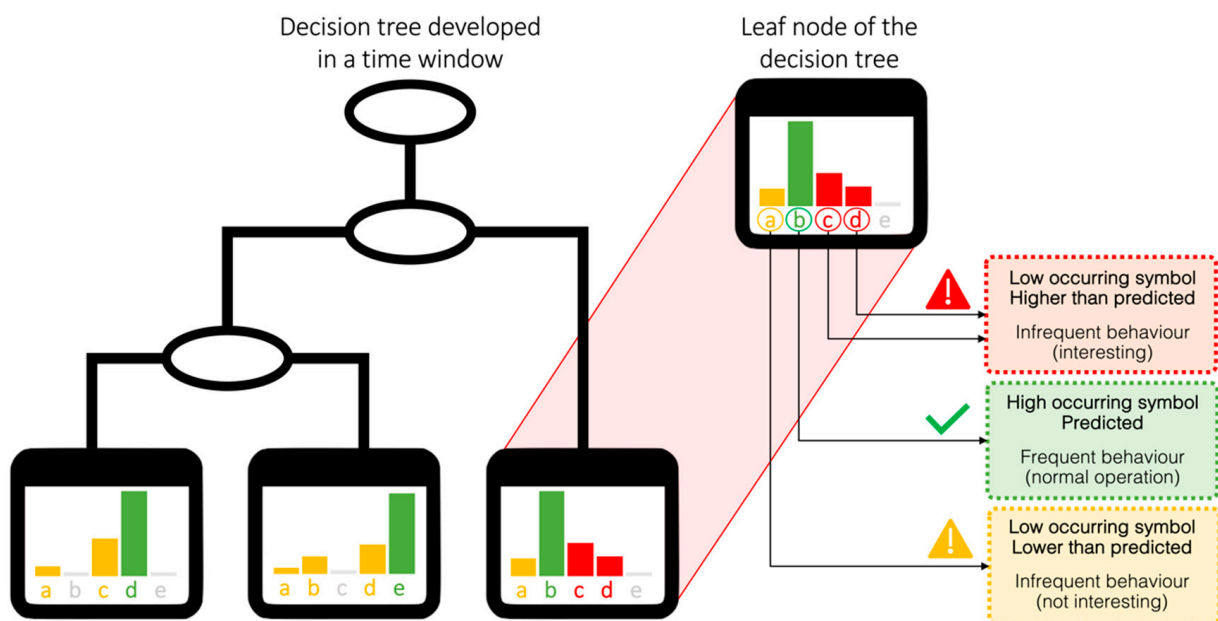 Decision tree developed
in a time window
Leaf node of the
decision tree
a b c d e
Low occurring symbol
Higher than predicted
Infrequent behaviour
(interesting)
High occurring symbol
Predicted
Frequent behaviour
(normal operation)
Low occurring symbol
Lower than predicted
Infrequent behaviour
(not interesting)
a b c d e
a b c d e
a b c d e